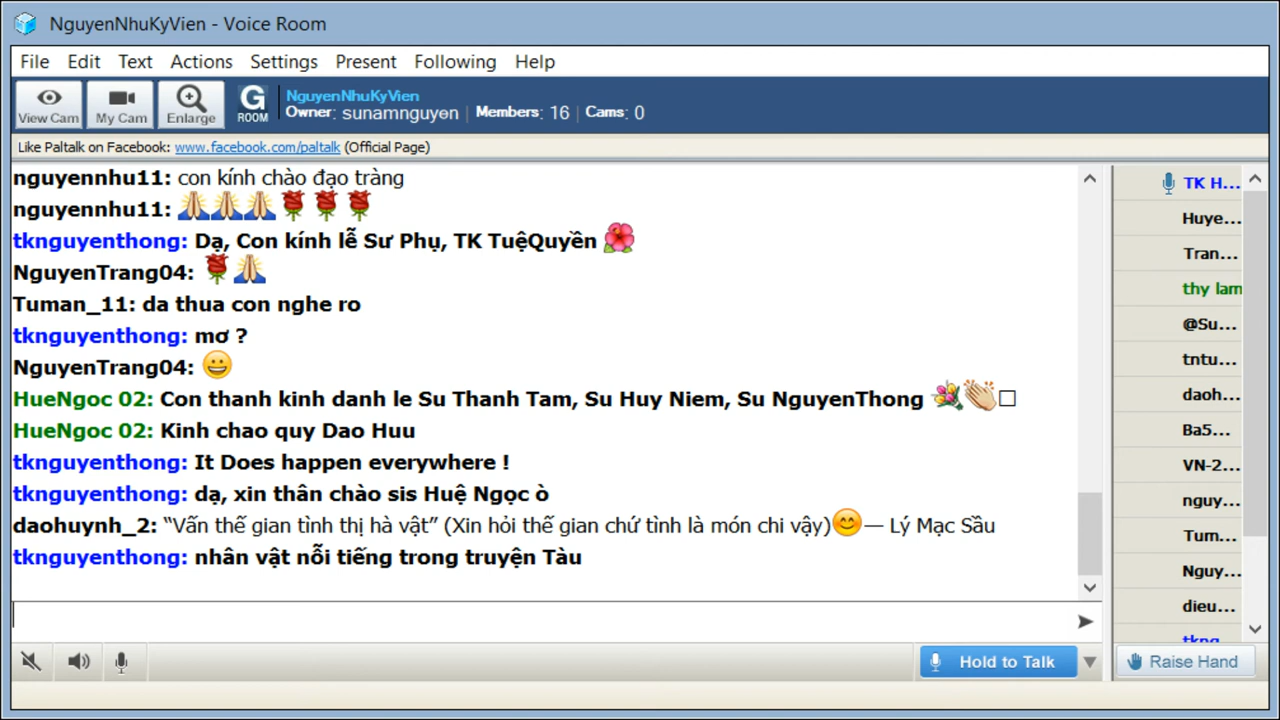 NguyenNhuKyVien - Voice Room
File Edit Text Actions Settings Present Following Help
View Cam My Cam Enlarge G ROOM
NguyenNhuKyVien
Owner: sunamnguyen | Members: 16 | Cams: 0
Like Paltalk on Facebook: www.facebook.com/paltalk (Official Page)
nguyennhu11: con kính chào đạo tràng
nguyennhu11: 🙏🙏🙏🌹🌹🌹
tknguyenthong: Dạ, Con kính lễ Sư Phụ, TK TuệQuyền 🌺
NguyenTrang04: 🌹🙏
Tuman_11: da thua con nghe ro
tknguyenthong: mơ ?
NguyenTrang04: 😀
HueNgoc 02: Con thanh kinh danh le Su Thanh Tam, Su Huy Niem, Su NguyenThong 💐👏□
HueNgoc 02: Kinh chao quy Dao Huu
tknguyenthong: It Does happen everywhere !
tknguyenthong: dạ, xin thân chào sis Huệ Ngọc ò
daohuynh_2: “Vấn thế gian tình thị hà vật” (Xin hỏi thế gian chứ tình là món chi vậy)😊— Lý Mạc Sầu
tknguyenthong: nhân vật nỗi tiếng trong truyện Tàu
TK H...
Huye...
Tran...
thy lam
@Su...
tntu...
daoh...
Ba5...
VN-2...
nguy...
Tum...
Nguy...
dieu...
tkng
Hold to Talk
Raise Hand